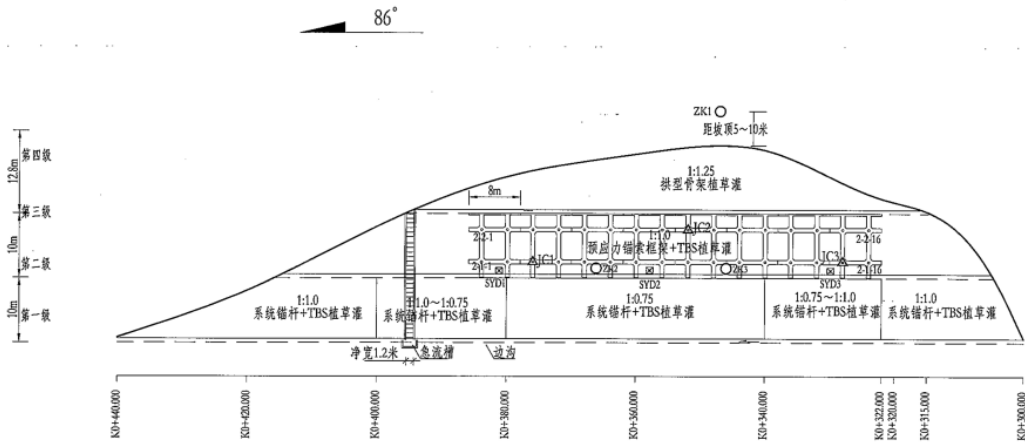 86°
ZK1
距坡顶5~10米
第四级
12.8m
1:1.25
拱型骨架植草灌
8m
第三级
10m
2-2-1
1:1.0
JC2
2-2-16
预应力锚索框架+TBS植草灌
第二级
2-1-1
JC1
ZK2
ZK3
JC3
2-1-16
SYD1
SYD2
SYD3
10m
第一级
1:1.0
系统锚杆+TBS植草灌
1:1.0~1:0.75
系统锚杆+TBS植草灌
1:0.75
系统锚杆+TBS植草灌
1:0.75~1:1.0
系统锚杆+TBS植草灌
1:1.0
系统锚杆+TBS植草灌
净宽1.2米
急流槽
边沟
K0+440.000
K0+420.000
K0+400.000
K0+380.000
K0+360.000
K0+340.000
K0+322.000
K0+320.000
K0+315.000
K0+300.000